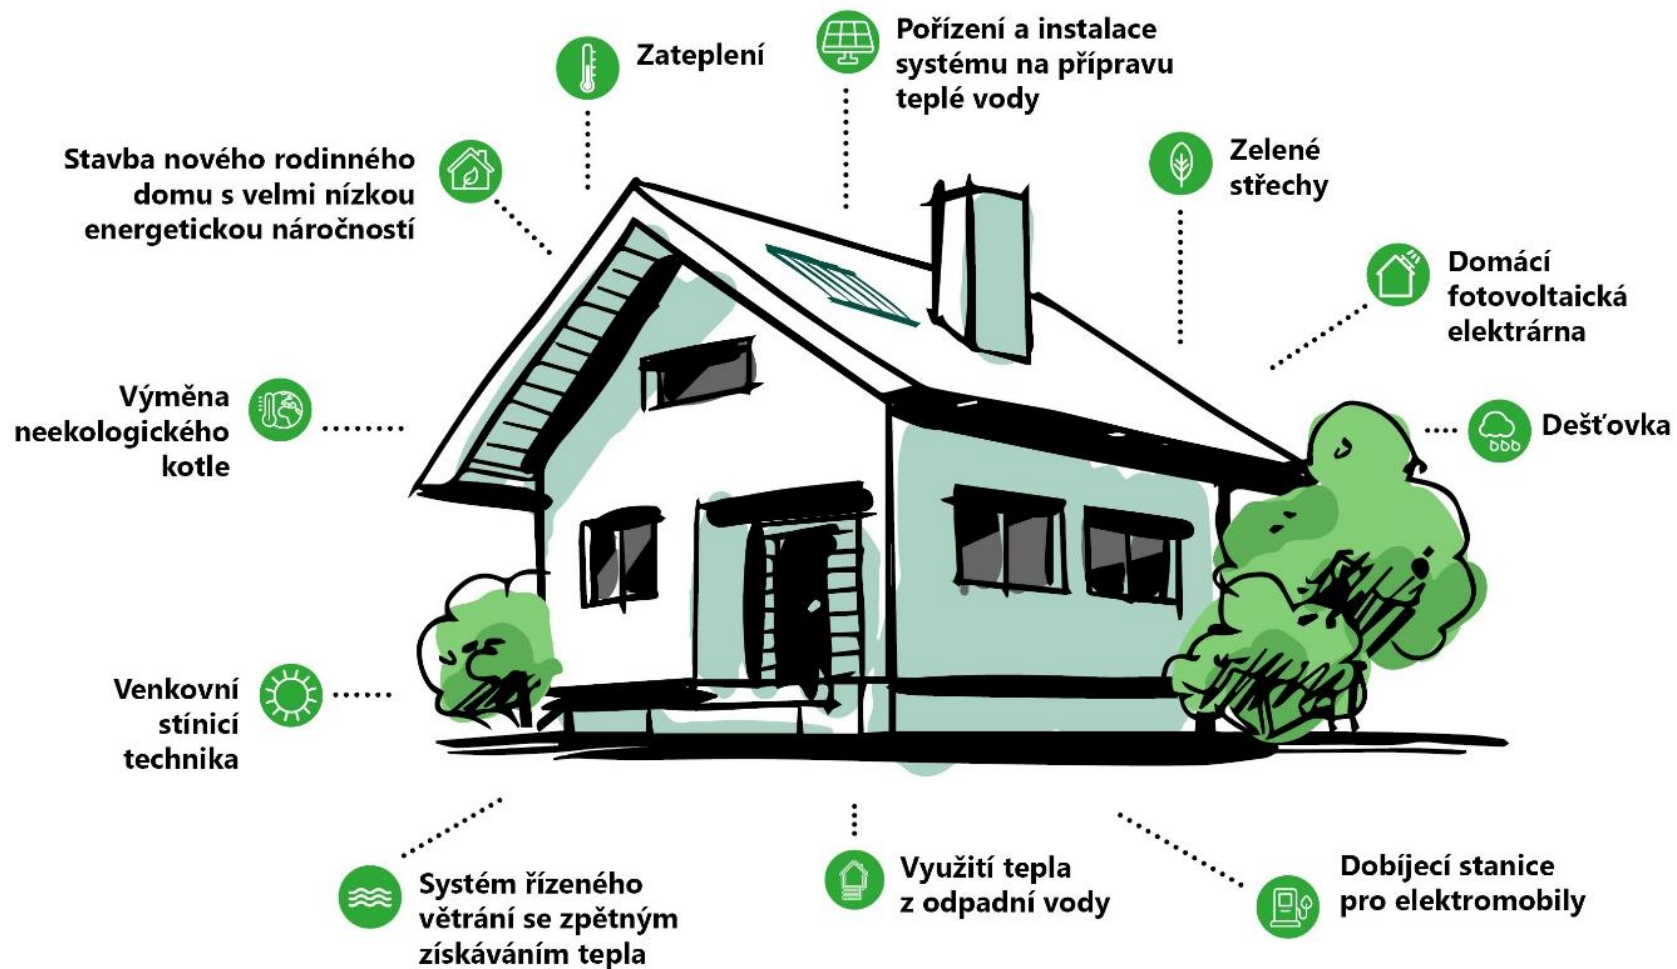 Zateplení
Pořízení a instalace
systému na přípravu
teplé vody
Stavba nového rodinného
domu s velmi nízkou
energetickou náročností
Zelené
střechy
Domácí
fotovoltaická
elektrárna
Výměna
neekologického
kotle
Dešťovka
Venkovní
stínicí
technika
Systém řízeného
větrání se zpětným
získáváním tepla
Využití tepla
z odpadní vody
Dobíjecí stanice
pro elektromobily